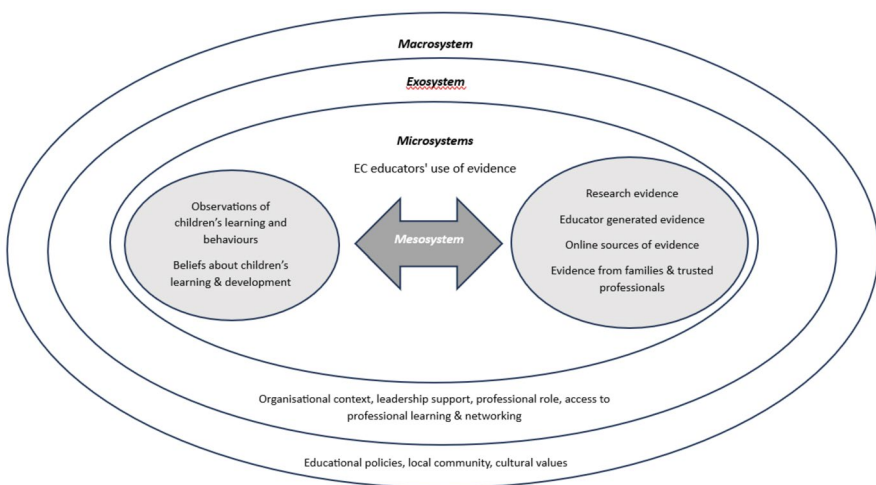 Macrosystem
Exosystem
Microsystems
EC educators' use of evidence
Observations of
children's learning and
behaviours
Beliefs about children's
learning & development
Mesosystem
Research evidence
Educator generated evidence
Online sources of evidence
Evidence from families & trusted
professionals
Organisational context, leadership support, professional role, access to
professional learning & networking
Educational policies, local community, cultural values